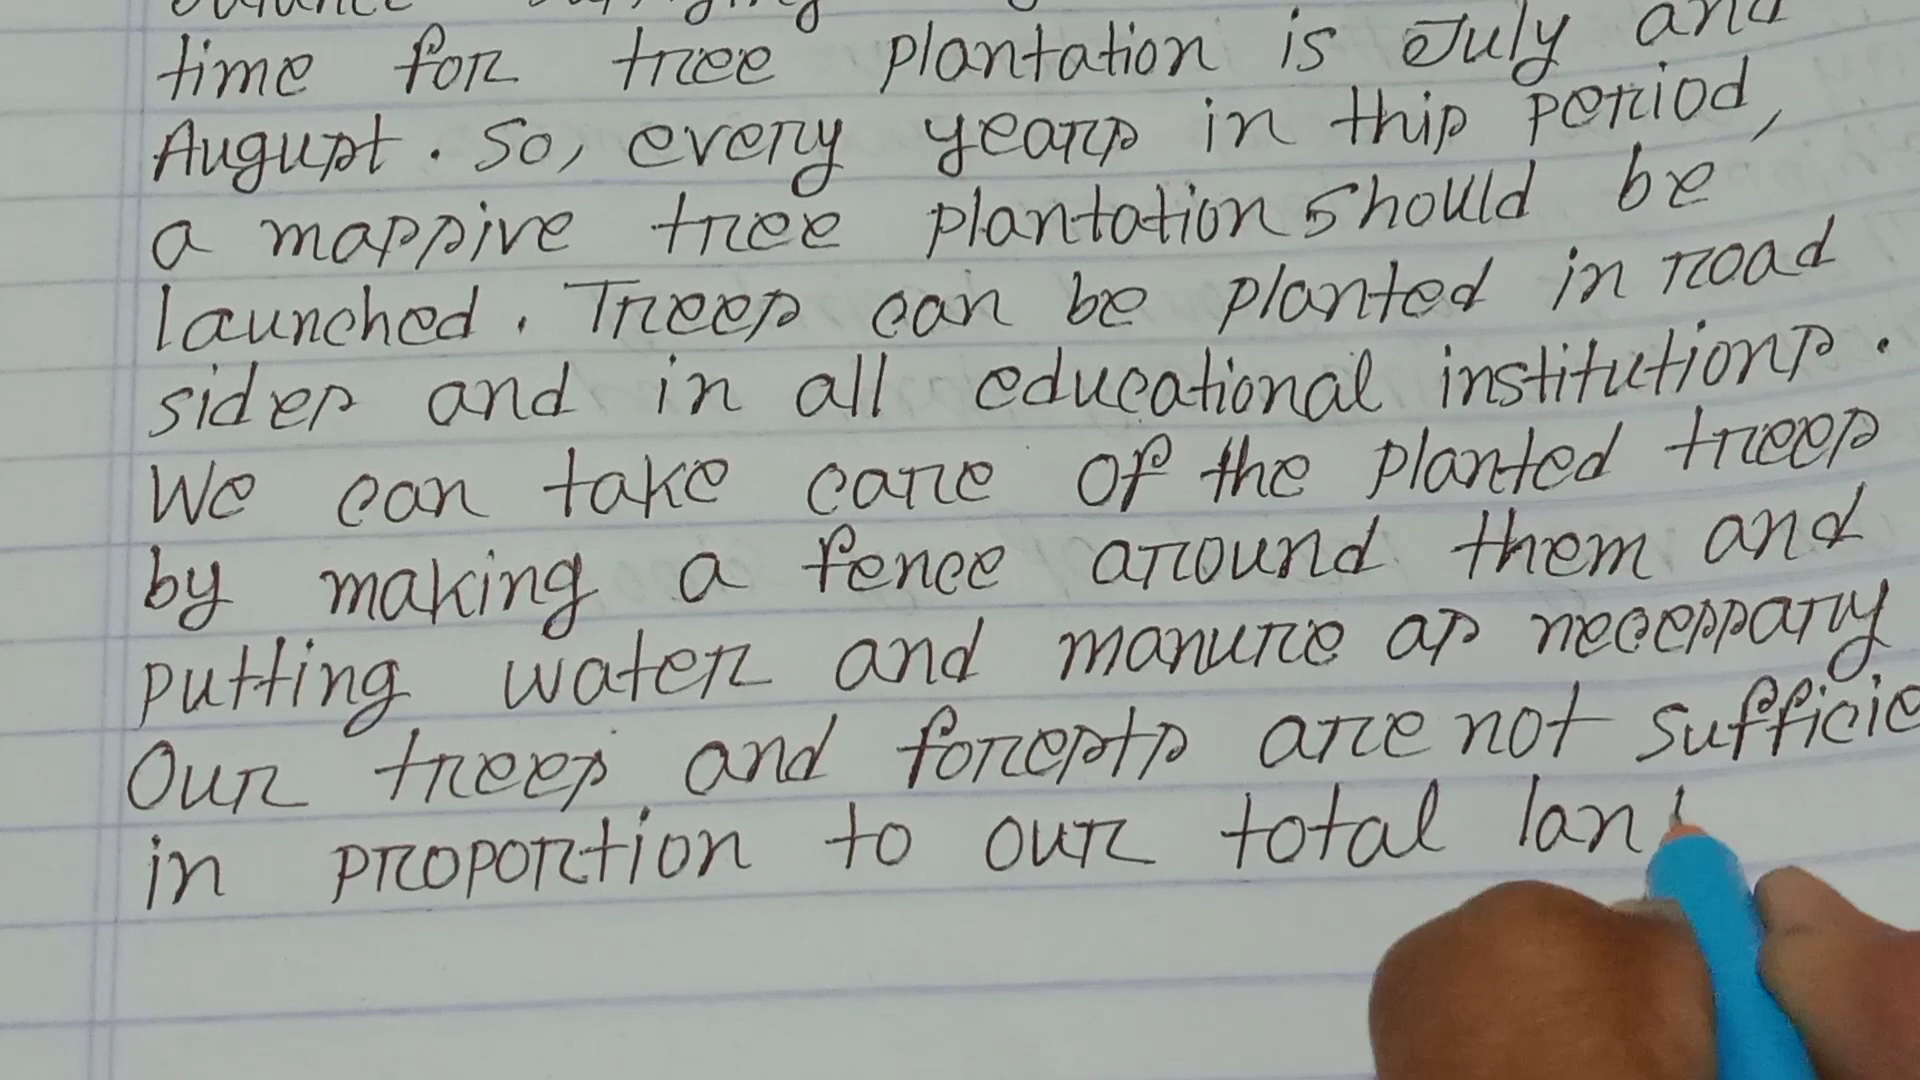 time for tree plantation is July and
August. So, every years in this period,
a massive tree plantation should be
launched. Trees can be planted in road
sides and in all educational institutions.
We can take care of the planted trees
by making a fence around them and
putting water and manure as necessary
Our trees and forests are not sufficie
in proportion to our total lan